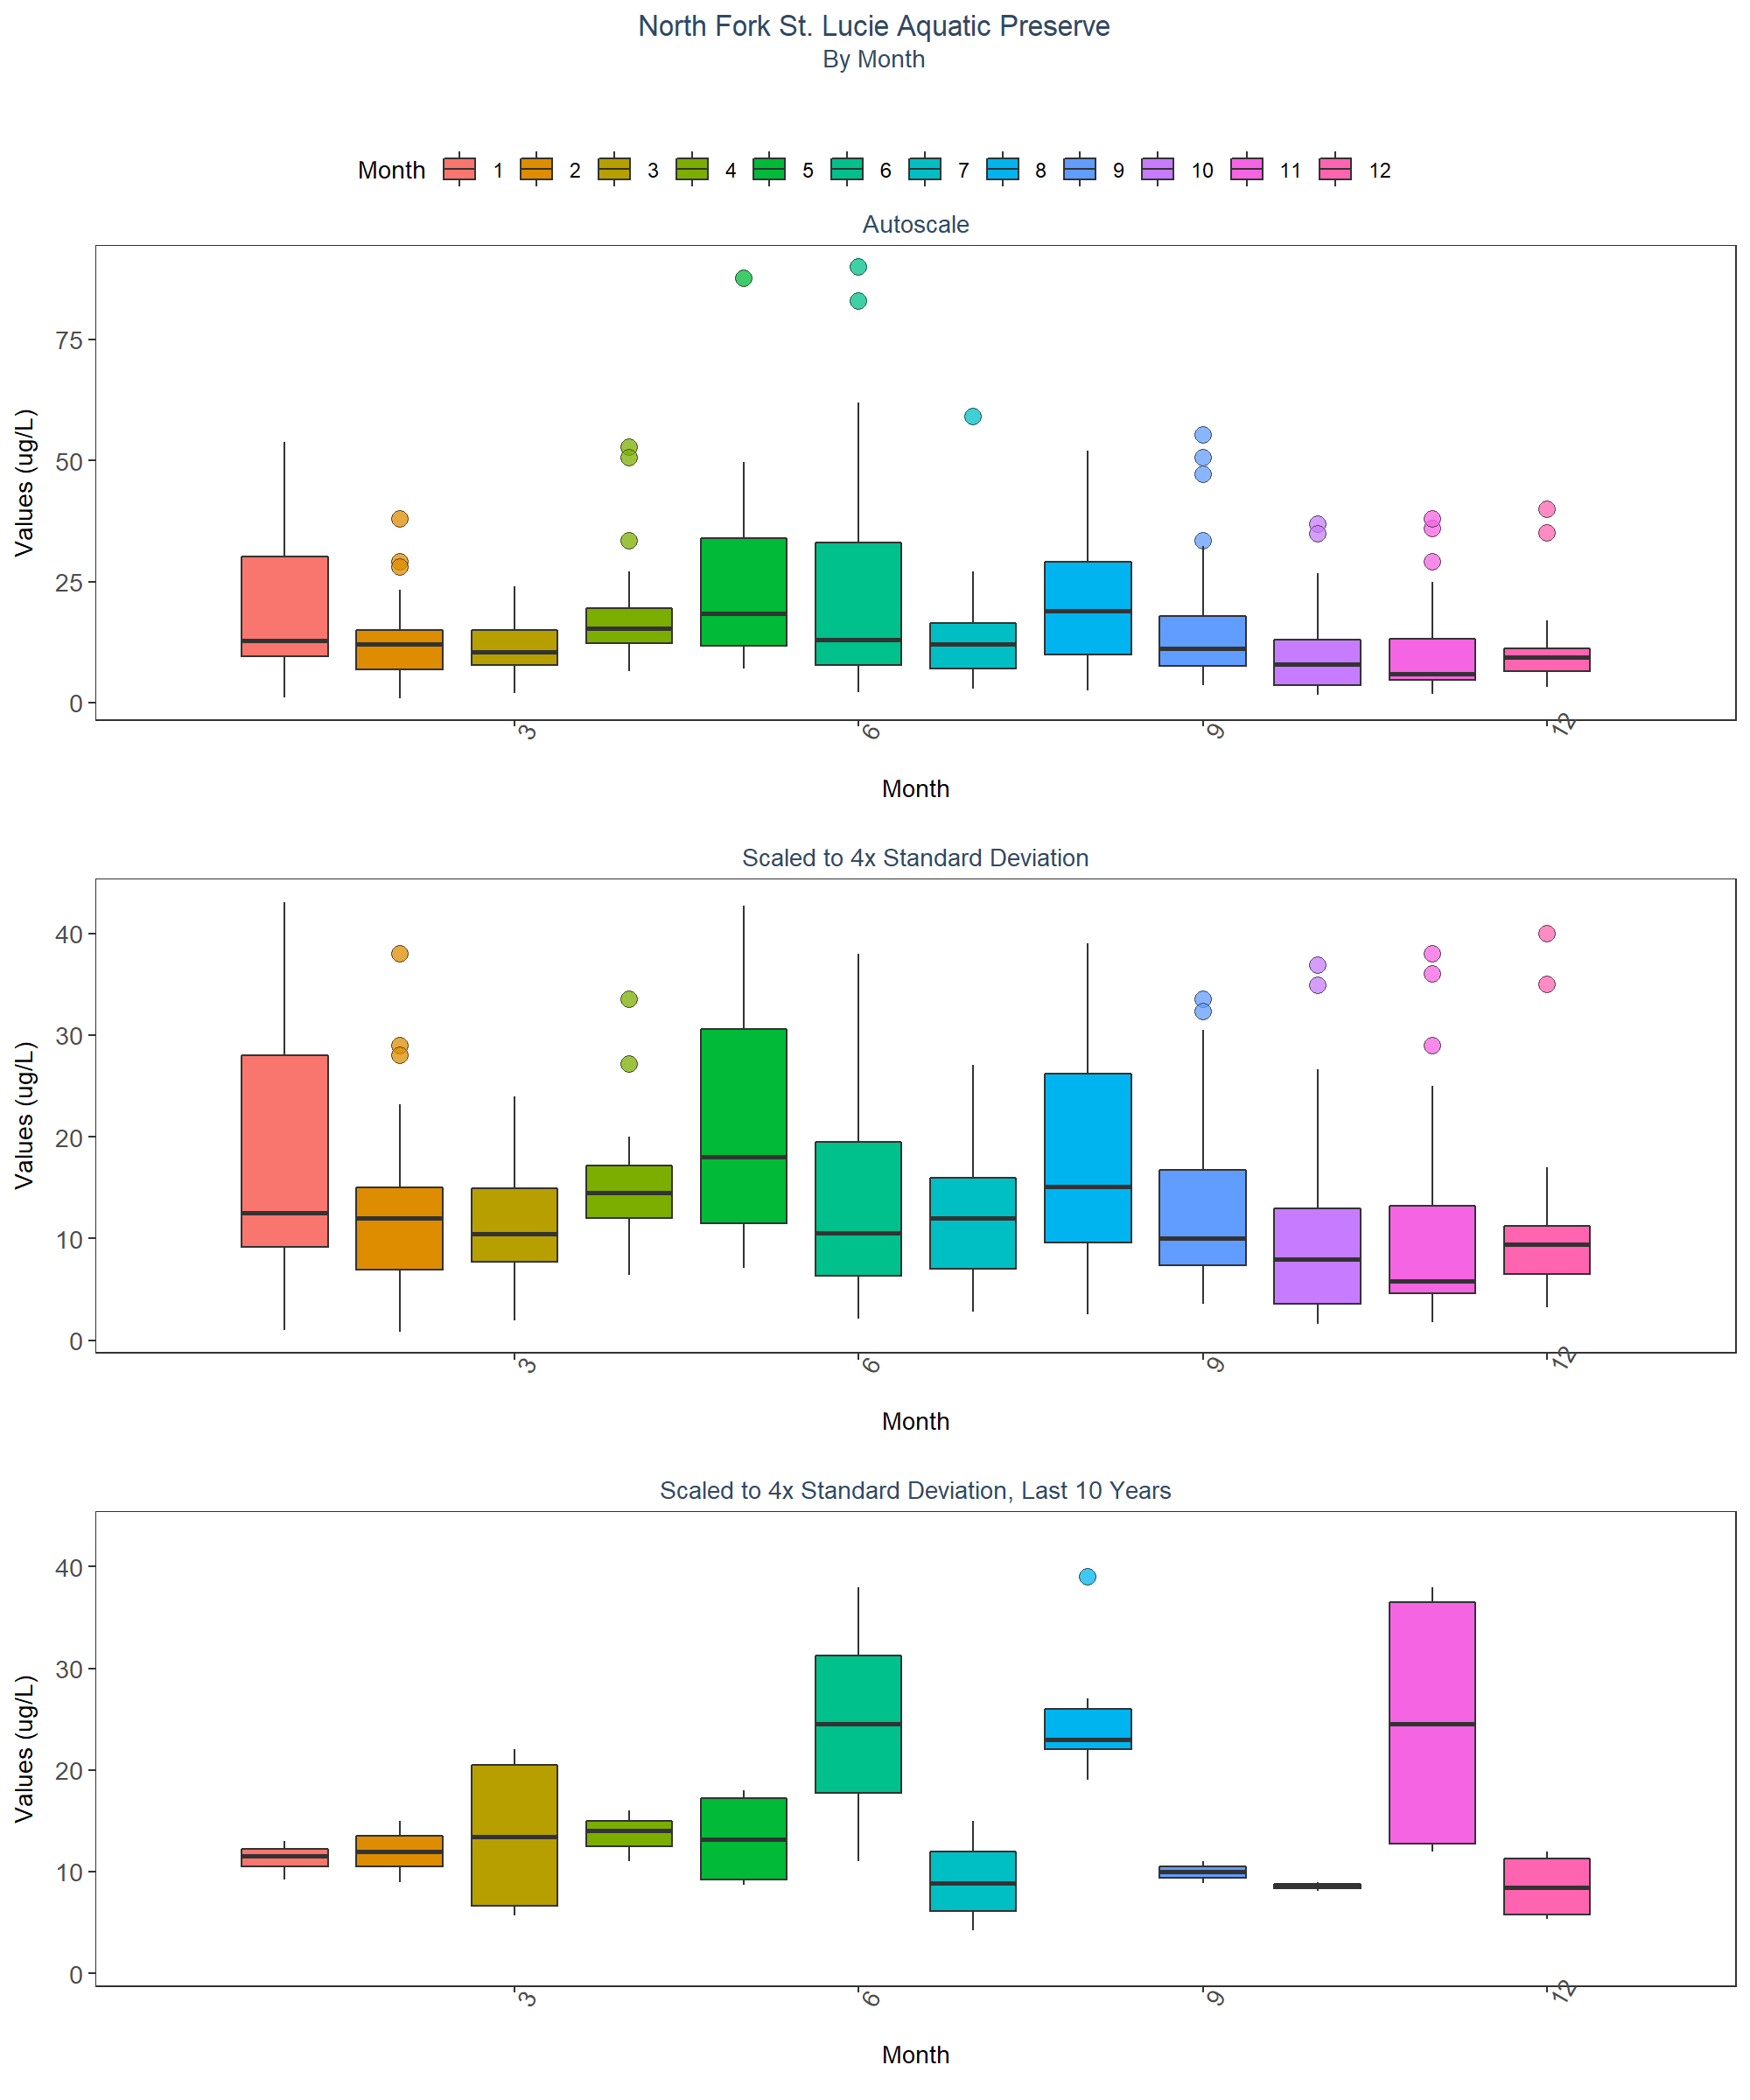 North Fork St. Lucie Aquatic Preserve
By Month
Month 1 2 3 4 5 6 7 8 9 10 11 12
Autoscale
Values (ug/L)
75
50
25
0
3 6 9 12
Month
Scaled to 4x Standard Deviation
Values (ug/L)
40
30
20
10
0
3 6 9 12
Month
Scaled to 4x Standard Deviation, Last 10 Years
Values (ug/L)
40
30
20
10
0
3 6 9 12
Month